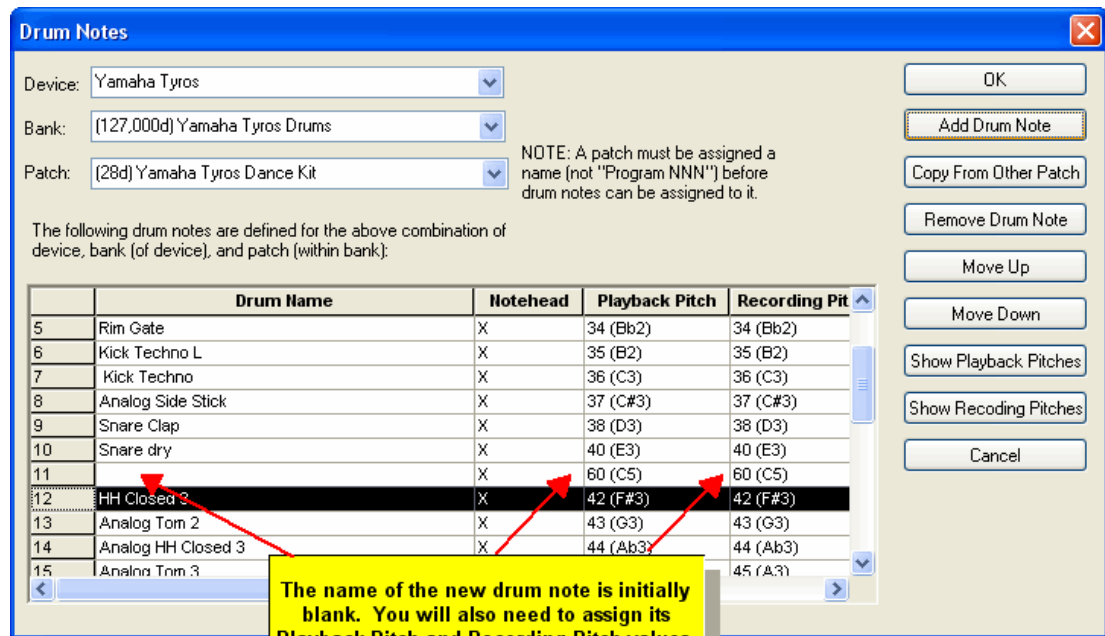 Drum Notes
Device: Yamaha Tyros
Bank: (127,000d) Yamaha Tyros Drums
Patch: (28d) Yamaha Tyros Dance Kit
NOTE: A patch must be assigned a
name (not "Program NNN") before
drum notes can be assigned to it.
The following drum notes are defined for the above combination of
device, bank (of device), and patch (within bank):
Drum Name Notehead Playback Pitch Recording Pit
5 Rim Gate X 34 (Bb2) 34 (Bb2)
6 Kick Techno L X 35 (B2) 35 (B2)
7 Kick Techno X 36 (C3) 36 (C3)
8 Analog Side Stick X 37 (C#3) 37 (C#3)
9 Snare Clap X 38 (D3) 38 (D3)
10 Snare dry X 40 (E3) 40 (E3)
11 X 60 (C5) 60 (C5)
12 HH Closed 3 X 42 (F#3) 42 (F#3)
13 Analog Tom 2 X 43 (G3) 43 (G3)
14 Analog HH Closed 3 X 44 (Ab3) 44 (Ab3)
15 Analog Tom 3 45 (A3)
The name of the new drum note is initially
blank. You will also need to assign its
Playback Pitch and Recording Pitch values
OK
Add Drum Note
Copy From Other Patch
Remove Drum Note
Move Up
Move Down
Show Playback Pitches
Show Recoding Pitches
Cancel